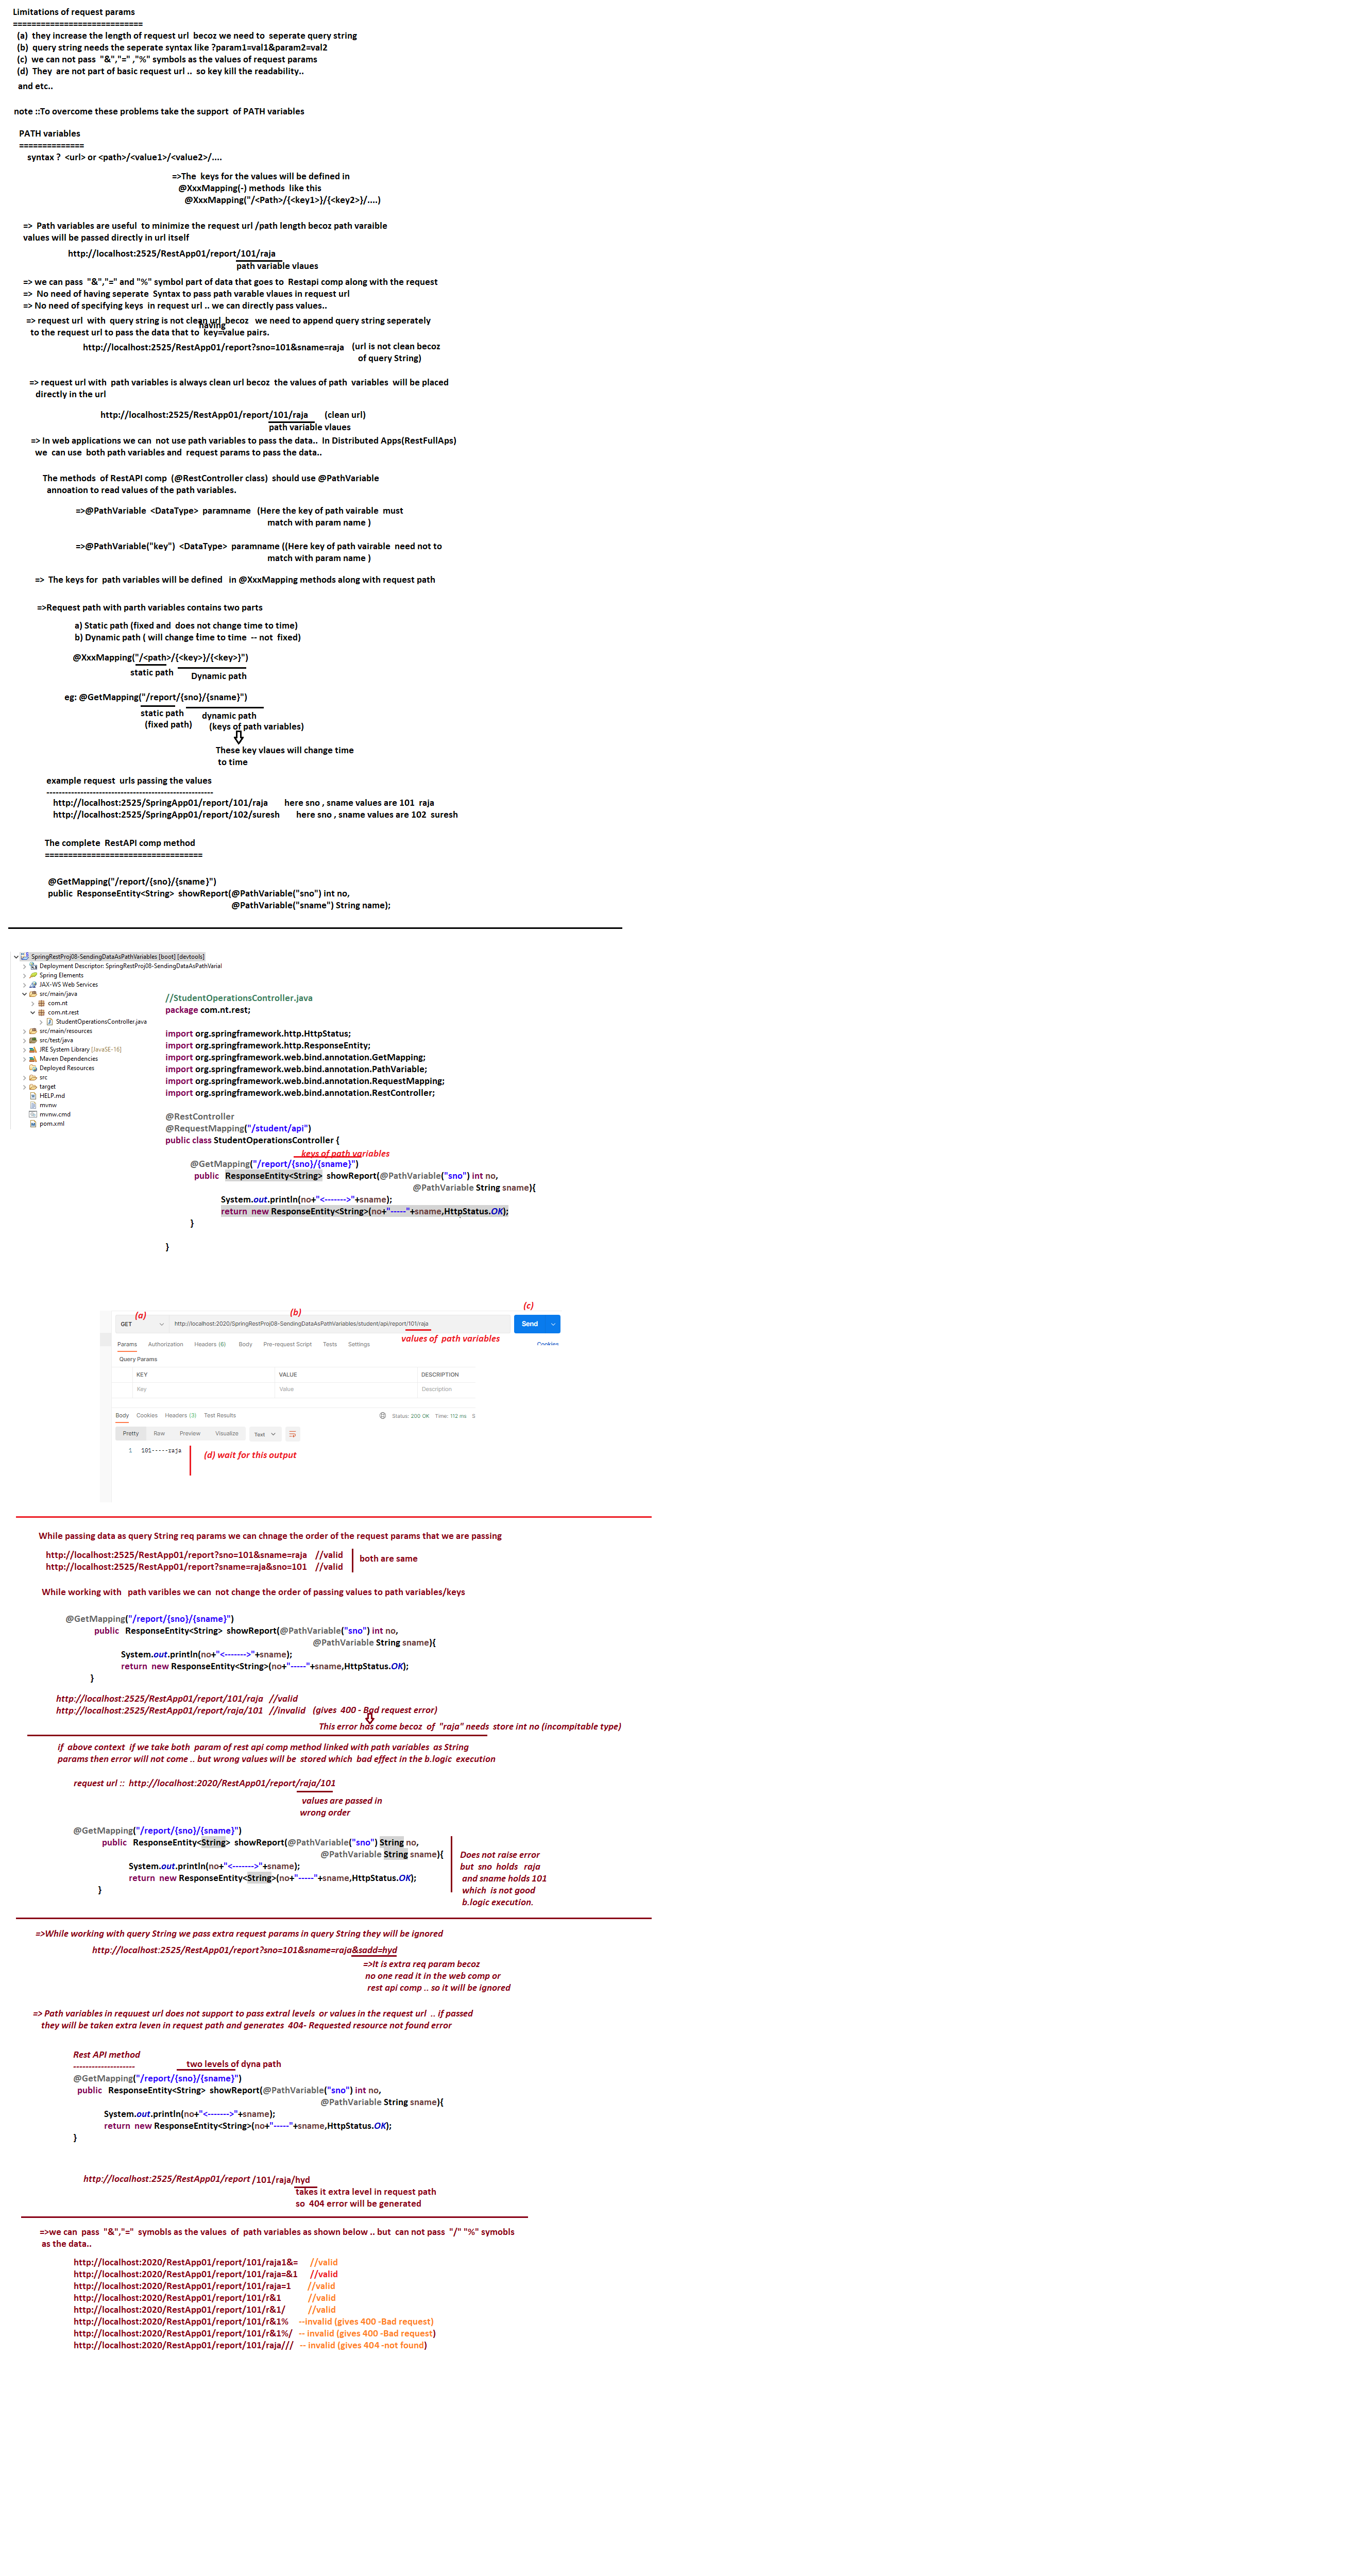 Limitations of request params
============================
(a)  they increase the length of request url  becoz we need to  seperate query string
(b)  query string needs the seperate syntax like ?param1=val1&param2=val2
(c)  we can not pass  "&","=" ,"%" symbols as the values of request params
(d)  They  are not part of basic request url ..  so key kill the readability..
and etc..
note ::To overcome these problems take the support  of PATH variables
PATH variables
==============
syntax ?  <url> or <path>/<value1>/<value2>/....
=>The  keys for the values will be defined in
@XxxMapping(-) methods  like this
@XxxMapping("/<Path>/{<key1>}/{<key2>}/....)
=>  Path variables are useful  to minimize the request url /path length becoz path varaible
values will be passed directly in url itself
http://localhost:2525/RestApp01/report/101/raja
path variable vlaues
=> we can pass  "&","=" and "%" symbol part of data that goes to  Restapi comp along with the request
=>  No need of having seperate  Syntax to pass path varable vlaues in request url
=> No need of specifying keys  in request url .. we can directly pass values..
=> request url  with  query string is not clean url  becoz   we need to append query string seperately
having
to the request url to pass the data that to  key=value pairs.
http://localhost:2525/RestApp01/report?sno=101&sname=raja   (url is not clean becoz
of query String)
=> request url with  path variables is always clean url becoz  the values of path  variables  will be placed
directly in the url
http://localhost:2525/RestApp01/report/101/raja       (clean url)
path variable vlaues
=> In web applications we can  not use path variables to pass the data..  In Distributed Apps(RestFullAps)
we  can use  both path variables and  request params to pass the data..
The methods  of RestAPI comp  (@RestController class)  should use @PathVariable
annoation to read values of the path variables.
=>@PathVariable  <DataType>  paramname   (Here the key of path vairable  must
match with param name )
=>@PathVariable("key")  <DataType>  paramname ((Here key of path vairable  need not to
match with param name )
=>  The keys for  path variables will be defined   in @XxxMapping methods along with request path
=>Request path with parth variables contains two parts
a) Static path (fixed and  does not change time to time)
b) Dynamic path ( will change time to time  -- not  fixed)
@XxxMapping("/<path>/{<key>}/{<key>}")
static path
Dynamic path
eg: @GetMapping("/report/{sno}/{sname}")
static path
dynamic path
(fixed path)
(keys of path variables)
These key vlaues will change time
to time
example request  urls passing the values
------------------------------------------------------
http://localhost:2525/SpringApp01/report/101/raja       here sno , sname values are 101  raja
http://localhost:2525/SpringApp01/report/102/suresh       here sno , sname values are 102  suresh
The complete  RestAPI comp method
==================================
@GetMapping("/report/{sno}/{sname}")
public  ResponseEntity<String>  showReport(@PathVariable("sno") int no,
@PathVariable("sname") String name);
SpringRestProj08-SendingDataAsPathVariables [boot] [devtools]
Deployment Descriptor: SpringRestProj08-SendingDataAsPathVarial
Spring Elements
JAX-WS Web Services
src/main/java
com.nt
com.nt.rest
StudentOperationsController.java
src/main/resources
src/test/java
JRE System Library [JavaSE-16]
Maven Dependencies
Deployed Resources
src
target
HELP.md
mvnw
mvnw.cmd
pom.xml
//StudentOperationsController.java
package com.nt.rest;
import org.springframework.http.HttpStatus;
import org.springframework.http.ResponseEntity;
import org.springframework.web.bind.annotation.GetMapping;
import org.springframework.web.bind.annotation.PathVariable;
import org.springframework.web.bind.annotation.RequestMapping;
import org.springframework.web.bind.annotation.RestController;
@RestController
@RequestMapping("/student/api")
public class StudentOperationsController {
keys of path variables
@GetMapping("/report/{sno}/{sname}")
public   ResponseEntity<String>  showReport(@PathVariable("sno") int no,
@PathVariable String sname){
System.out.println(no+"<------->"+sname);
return  new ResponseEntity<String>(no+"-----"+sname,HttpStatus.OK);
}
}
(a)
(b)
(c)
GET
http://localhost:2020/SpringRestProj08-SendingDataAsPathVariables/student/api/report/101/raja
Send
values of  path variables
Params   Authorization   Headers (6)   Body   Pre-request Script   Tests   Settings
Cookies
Query Params
KEY   VALUE   DESCRIPTION
Key   Value   Description
Body   Cookies   Headers (3)   Test Results
Status: 200 OK   Time: 112 ms   S
Pretty   Raw   Preview   Visualize   Text
1   101-----raja
(d) wait for this output
While passing data as query String req params we can chnage the order of the request params that we are passing
http://localhost:2525/RestApp01/report?sno=101&sname=raja   //valid
both are same
http://localhost:2525/RestApp01/report?sname=raja&sno=101   //valid
While working with   path varibles we can  not change the order of passing values to path variables/keys
@GetMapping("/report/{sno}/{sname}")
public   ResponseEntity<String>  showReport(@PathVariable("sno") int no,
@PathVariable String sname){
System.out.println(no+"<------->"+sname);
return  new ResponseEntity<String>(no+"-----"+sname,HttpStatus.OK);
}
http://localhost:2525/RestApp01/report/101/raja   //valid
http://localhost:2525/RestApp01/report/raja/101   //invalid   (gives  400 - Bad request error)
This error has come becoz  of  "raja" needs  store int no (incompitable type)
if  above context  if we take both  param of rest api comp method linked with path variables  as String
params then error will not come .. but wrong values will be  stored which  bad effect in the b.logic  execution
request url ::  http://localhost:2020/RestApp01/report/raja/101
values are passed in
wrong order
@GetMapping("/report/{sno}/{sname}")
public   ResponseEntity<String>  showReport(@PathVariable("sno") String no,
@PathVariable String sname){
System.out.println(no+"<------->"+sname);
return  new ResponseEntity<String>(no+"-----"+sname,HttpStatus.OK);
}
Does not raise error
but  sno  holds   raja
and sname holds 101
which  is not good
b.logic execution.
=>While working with query String we pass extra request params in query String they will be ignored
http://localhost:2525/RestApp01/report?sno=101&sname=raja&sadd=hyd
=>It is extra req param becoz
no one read it in the web comp or
rest api comp .. so it will be ignored
=> Path variables in requuest url does not support to pass extral levels  or values in the request url  .. if passed
they will be taken extra leven in request path and generates  404- Requested resource not found error
Rest API method
-------------------
two levels of dyna path
@GetMapping("/report/{sno}/{sname}")
public   ResponseEntity<String>  showReport(@PathVariable("sno") int no,
@PathVariable String sname){
System.out.println(no+"<------->"+sname);
return  new ResponseEntity<String>(no+"-----"+sname,HttpStatus.OK);
}
http://localhost:2525/RestApp01/report /101/raja/hyd
takes it extra level in request path
so  404 error will be generated
=>we can  pass  "&","="  symobls as the values  of  path variables as shown below .. but  can not pass  "/" "%" symobls
as the data..
http://localhost:2020/RestApp01/report/101/raja1&=     //valid
http://localhost:2020/RestApp01/report/101/raja=&1     //valid
http://localhost:2020/RestApp01/report/101/raja=1       //valid
http://localhost:2020/RestApp01/report/101/r&1           //valid
http://localhost:2020/RestApp01/report/101/r&1/         //valid
http://localhost:2020/RestApp01/report/101/r&1%    --invalid (gives 400 -Bad request)
http://localhost:2020/RestApp01/report/101/r&1%/   -- invalid (gives 400 -Bad request)
http://localhost:2020/RestApp01/report/101/raja///   -- invalid (gives 404 -not found)